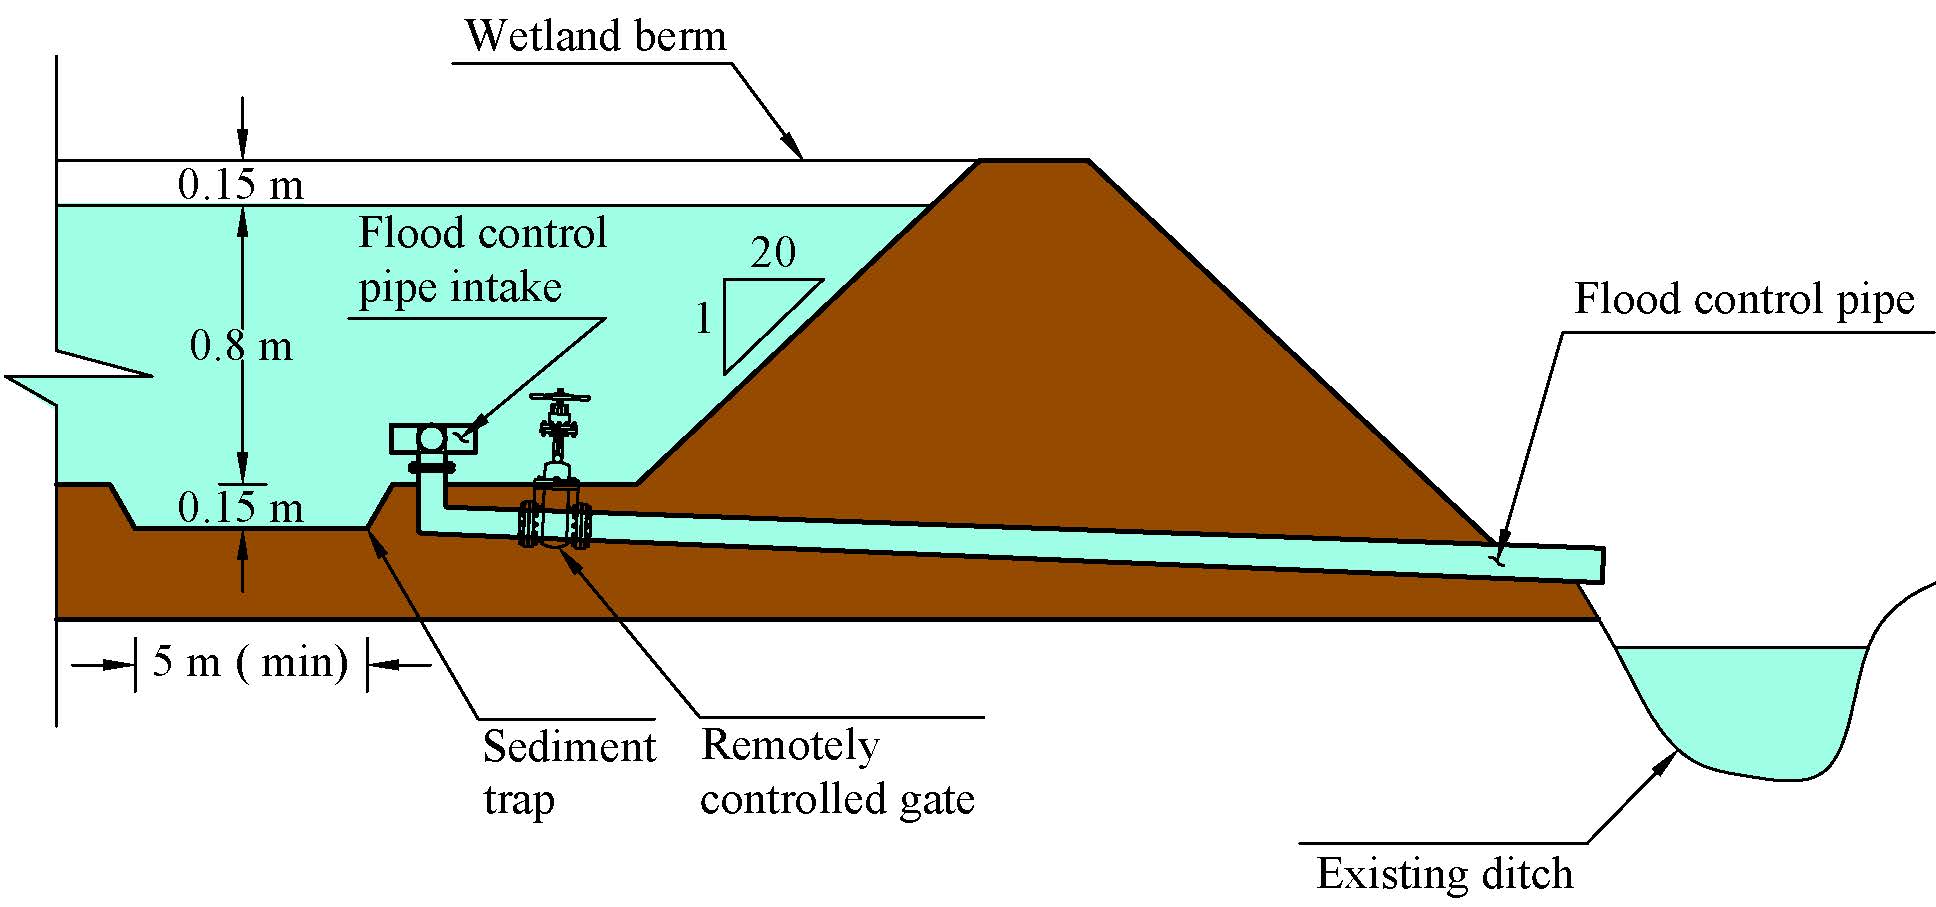 Wetland berm
0.15 m
Flood control
pipe intake
20
1
0.8 m
Flood control pipe
0.15 m
5 m ( min)
Sediment
trap
Remotely
controlled gate
Existing ditch